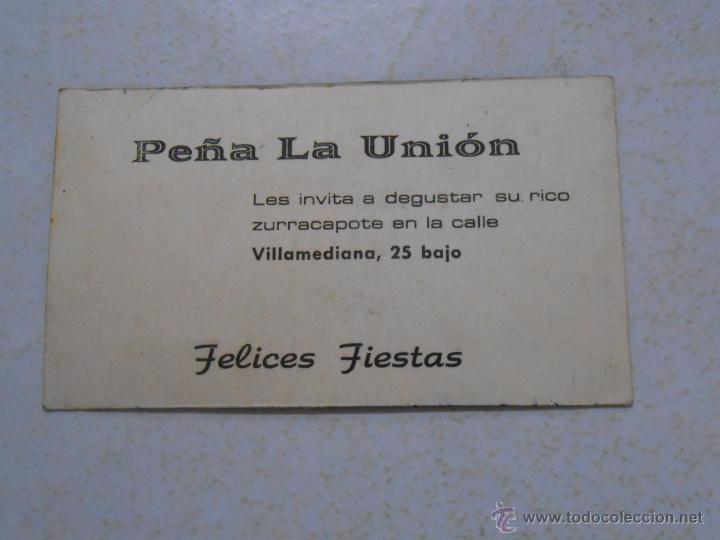 Peña La Unión
Les invita a degustar su. rico
zurracapote en la calle
Villamediana, 25 bajo
Felices Fiestas
© www.todocoleccion.net